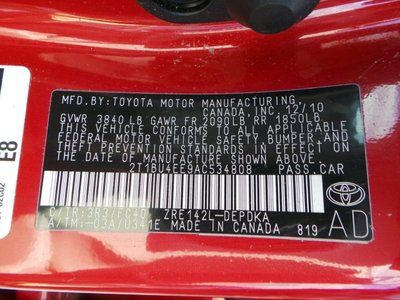 MFD.BY:TOYOTA MOTOR MANUFACTURING
CANADA,INC.12/10
GVWR 3840LB GAWR FR 2090LB RR 1850LB
THIS VEHICLE CONFORMS TO ALL APPLICABLE
FEDERAL MOTOR VEHICLE SAFETY,BUMPER,AND
THEFT PREVENTION STANDARDS IN EFFECT ON
THE DATE OF MANUFACTURE SHOWN ABOVE.
2T1BU4EE9AC534808 PASS.CAR
C/TR:3R3/FC40 ZRE142L-DEPDKA
A/TM:-03A/U341E MADE IN CANADA 819
AD
TOYOTA
E8